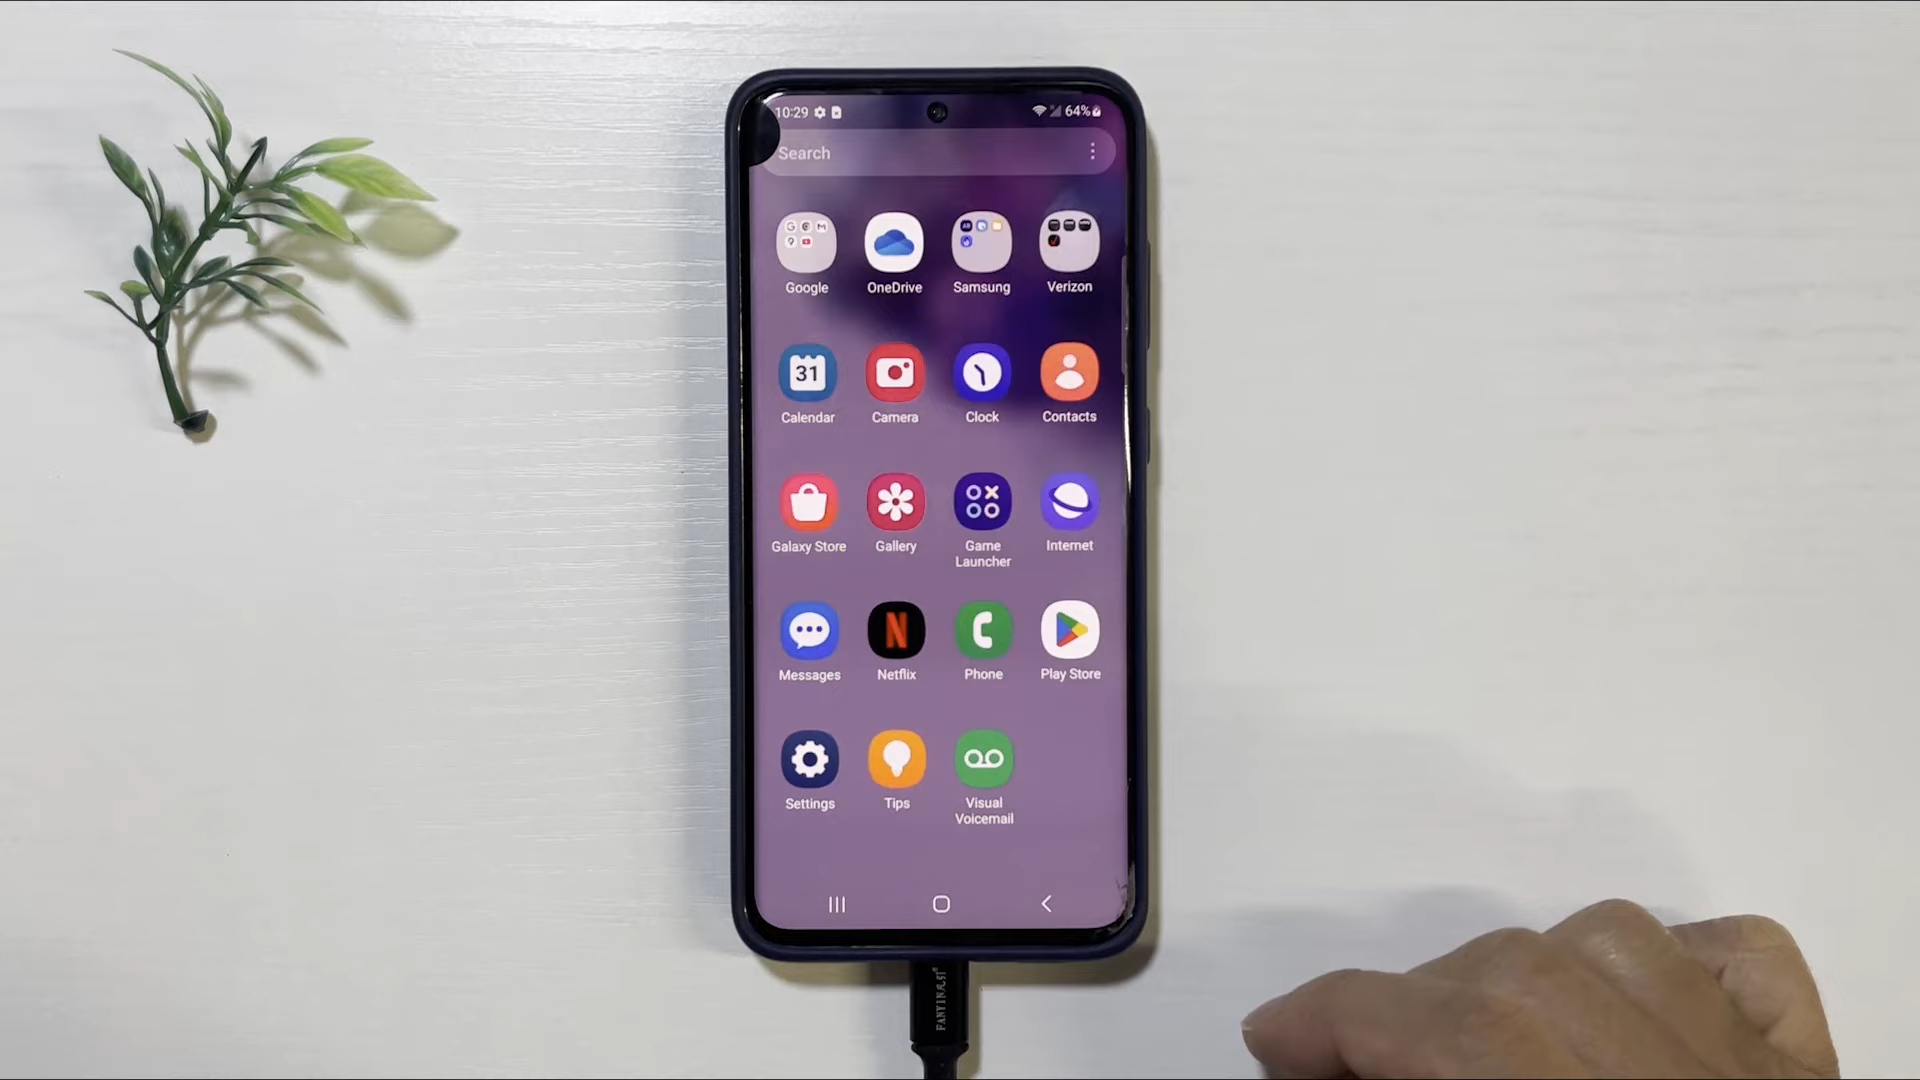 10:29 64%
Search
Google OneDrive Samsung Verizon
31
Calendar Camera Clock Contacts
Galaxy Store Gallery Game Launcher Internet
N
Messages Netflix Phone Play Store
Settings Tips Visual Voicemail